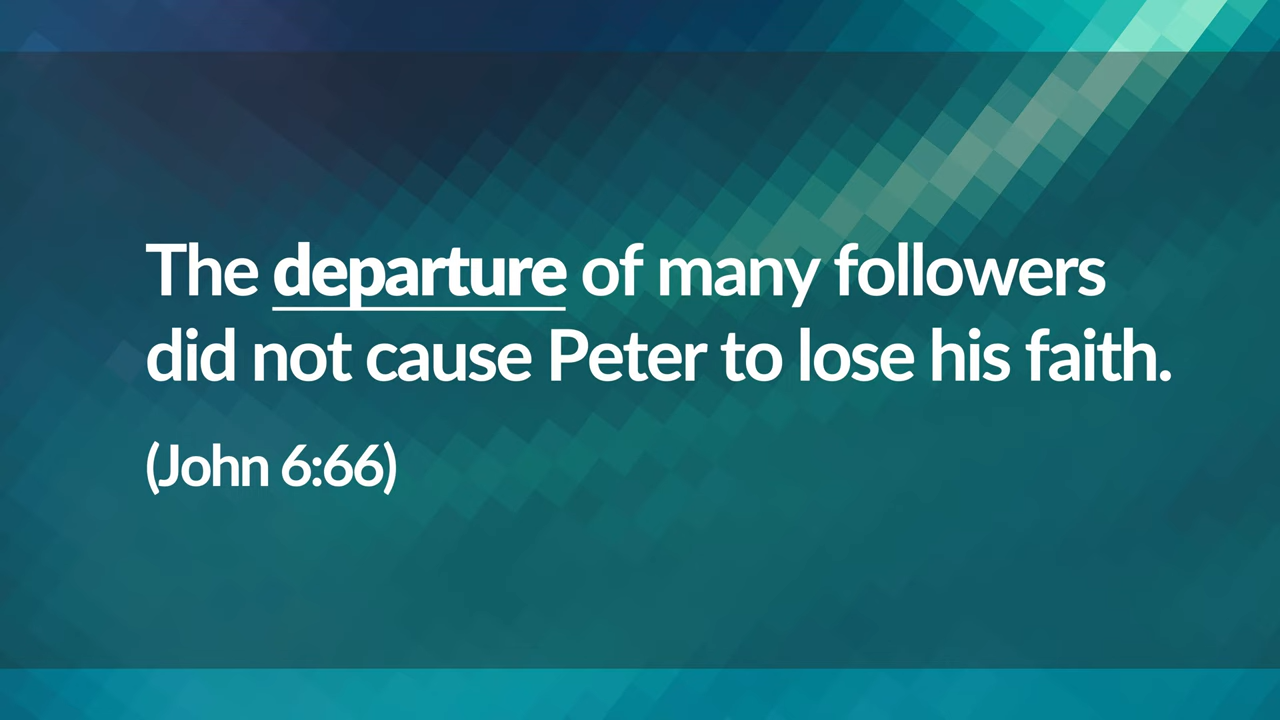 The departure of many followers
did not cause Peter to lose his faith.
(John 6:66)